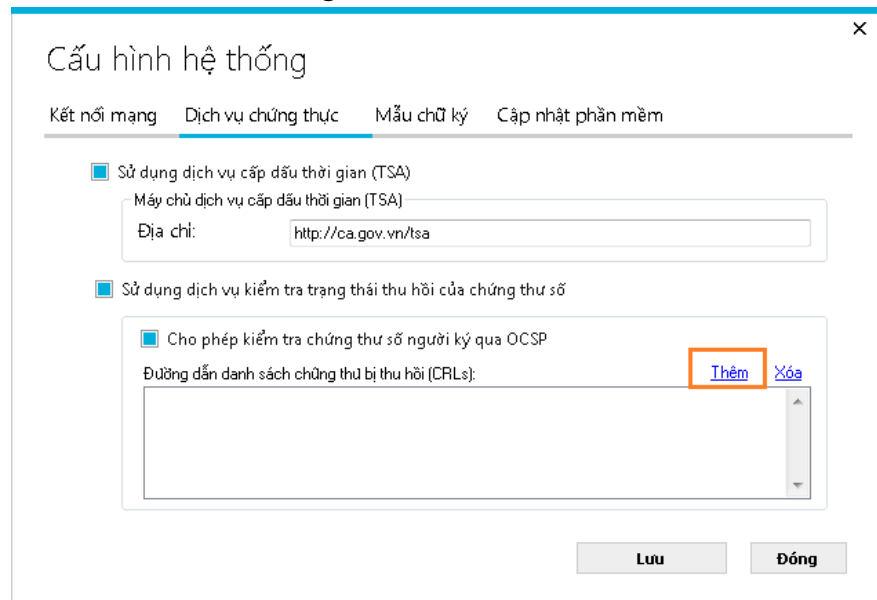 ×
Cấu hình hệ thống
Kết nối mạng Dịch vụ chứng thực Mẫu chữ ký Cập nhật phần mềm
Sử dụng dịch vụ cấp dấu thời gian (TSA)
Máy chủ dịch vụ cấp dấu thời gian (TSA)
Địa chỉ: http://ca.gov.vn/tsa
Sử dụng dịch vụ kiểm tra trạng thái thu hồi của chứng thư số
Cho phép kiểm tra chứng thư số người ký qua OCSP
Đường dẫn danh sách chứng thư bị thu hồi (CRLs): Thêm Xóa
Lưu Đóng